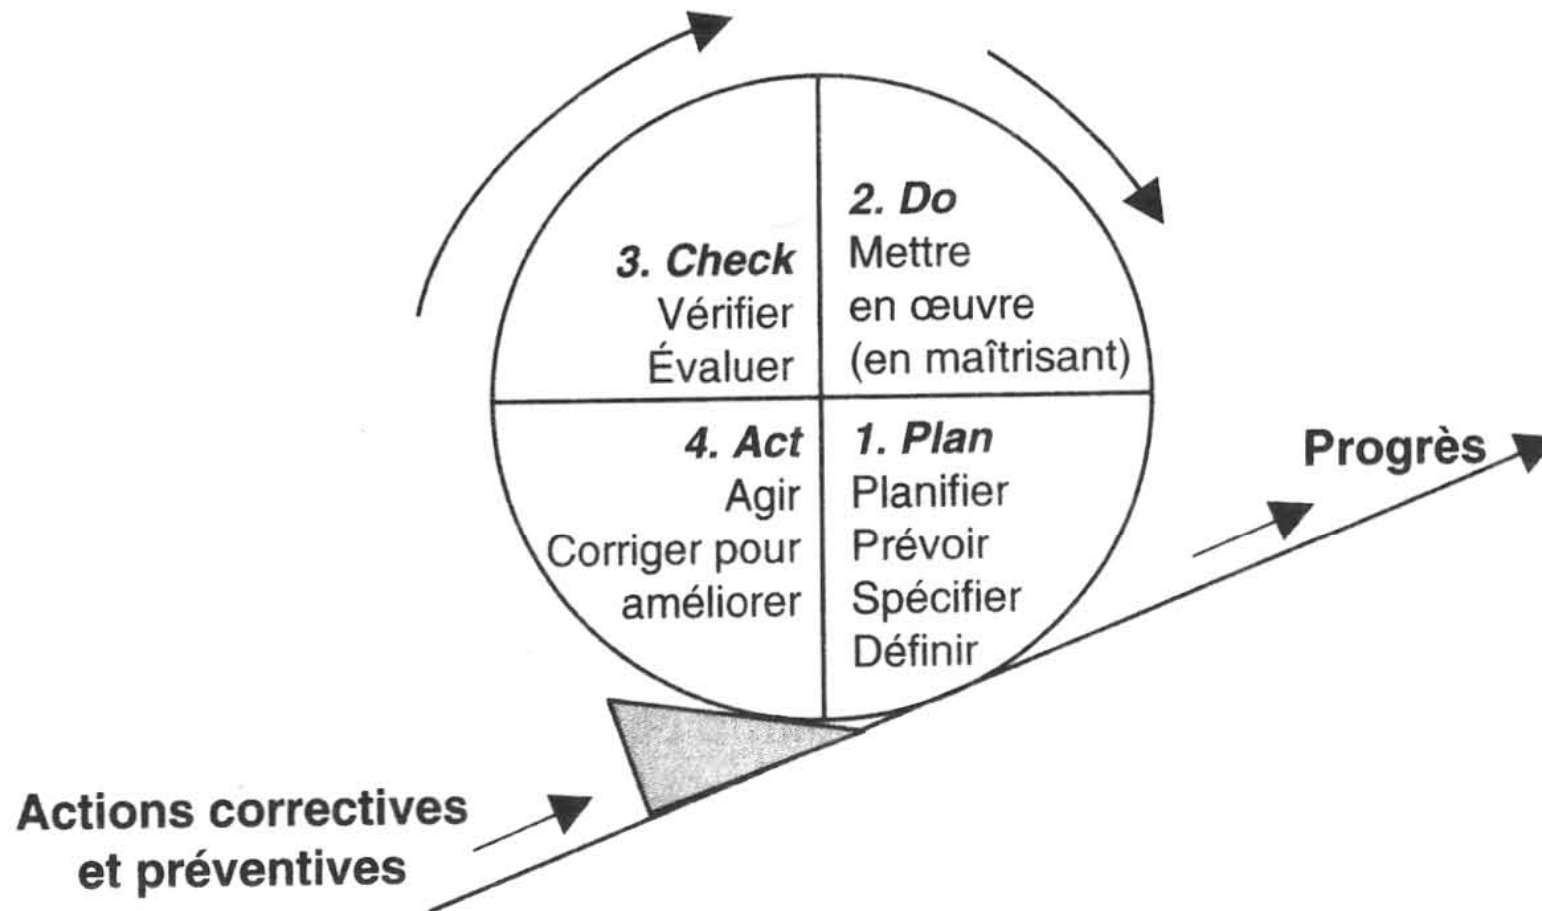 2. Do
Mettre
en œuvre
(en maîtrisant)
3. Check
Vérifier
Évaluer
4. Act
Agir
Corriger pour
améliorer
1. Plan
Planifier
Prévoir
Spécifier
Définir
Progrès
Actions correctives
et préventives